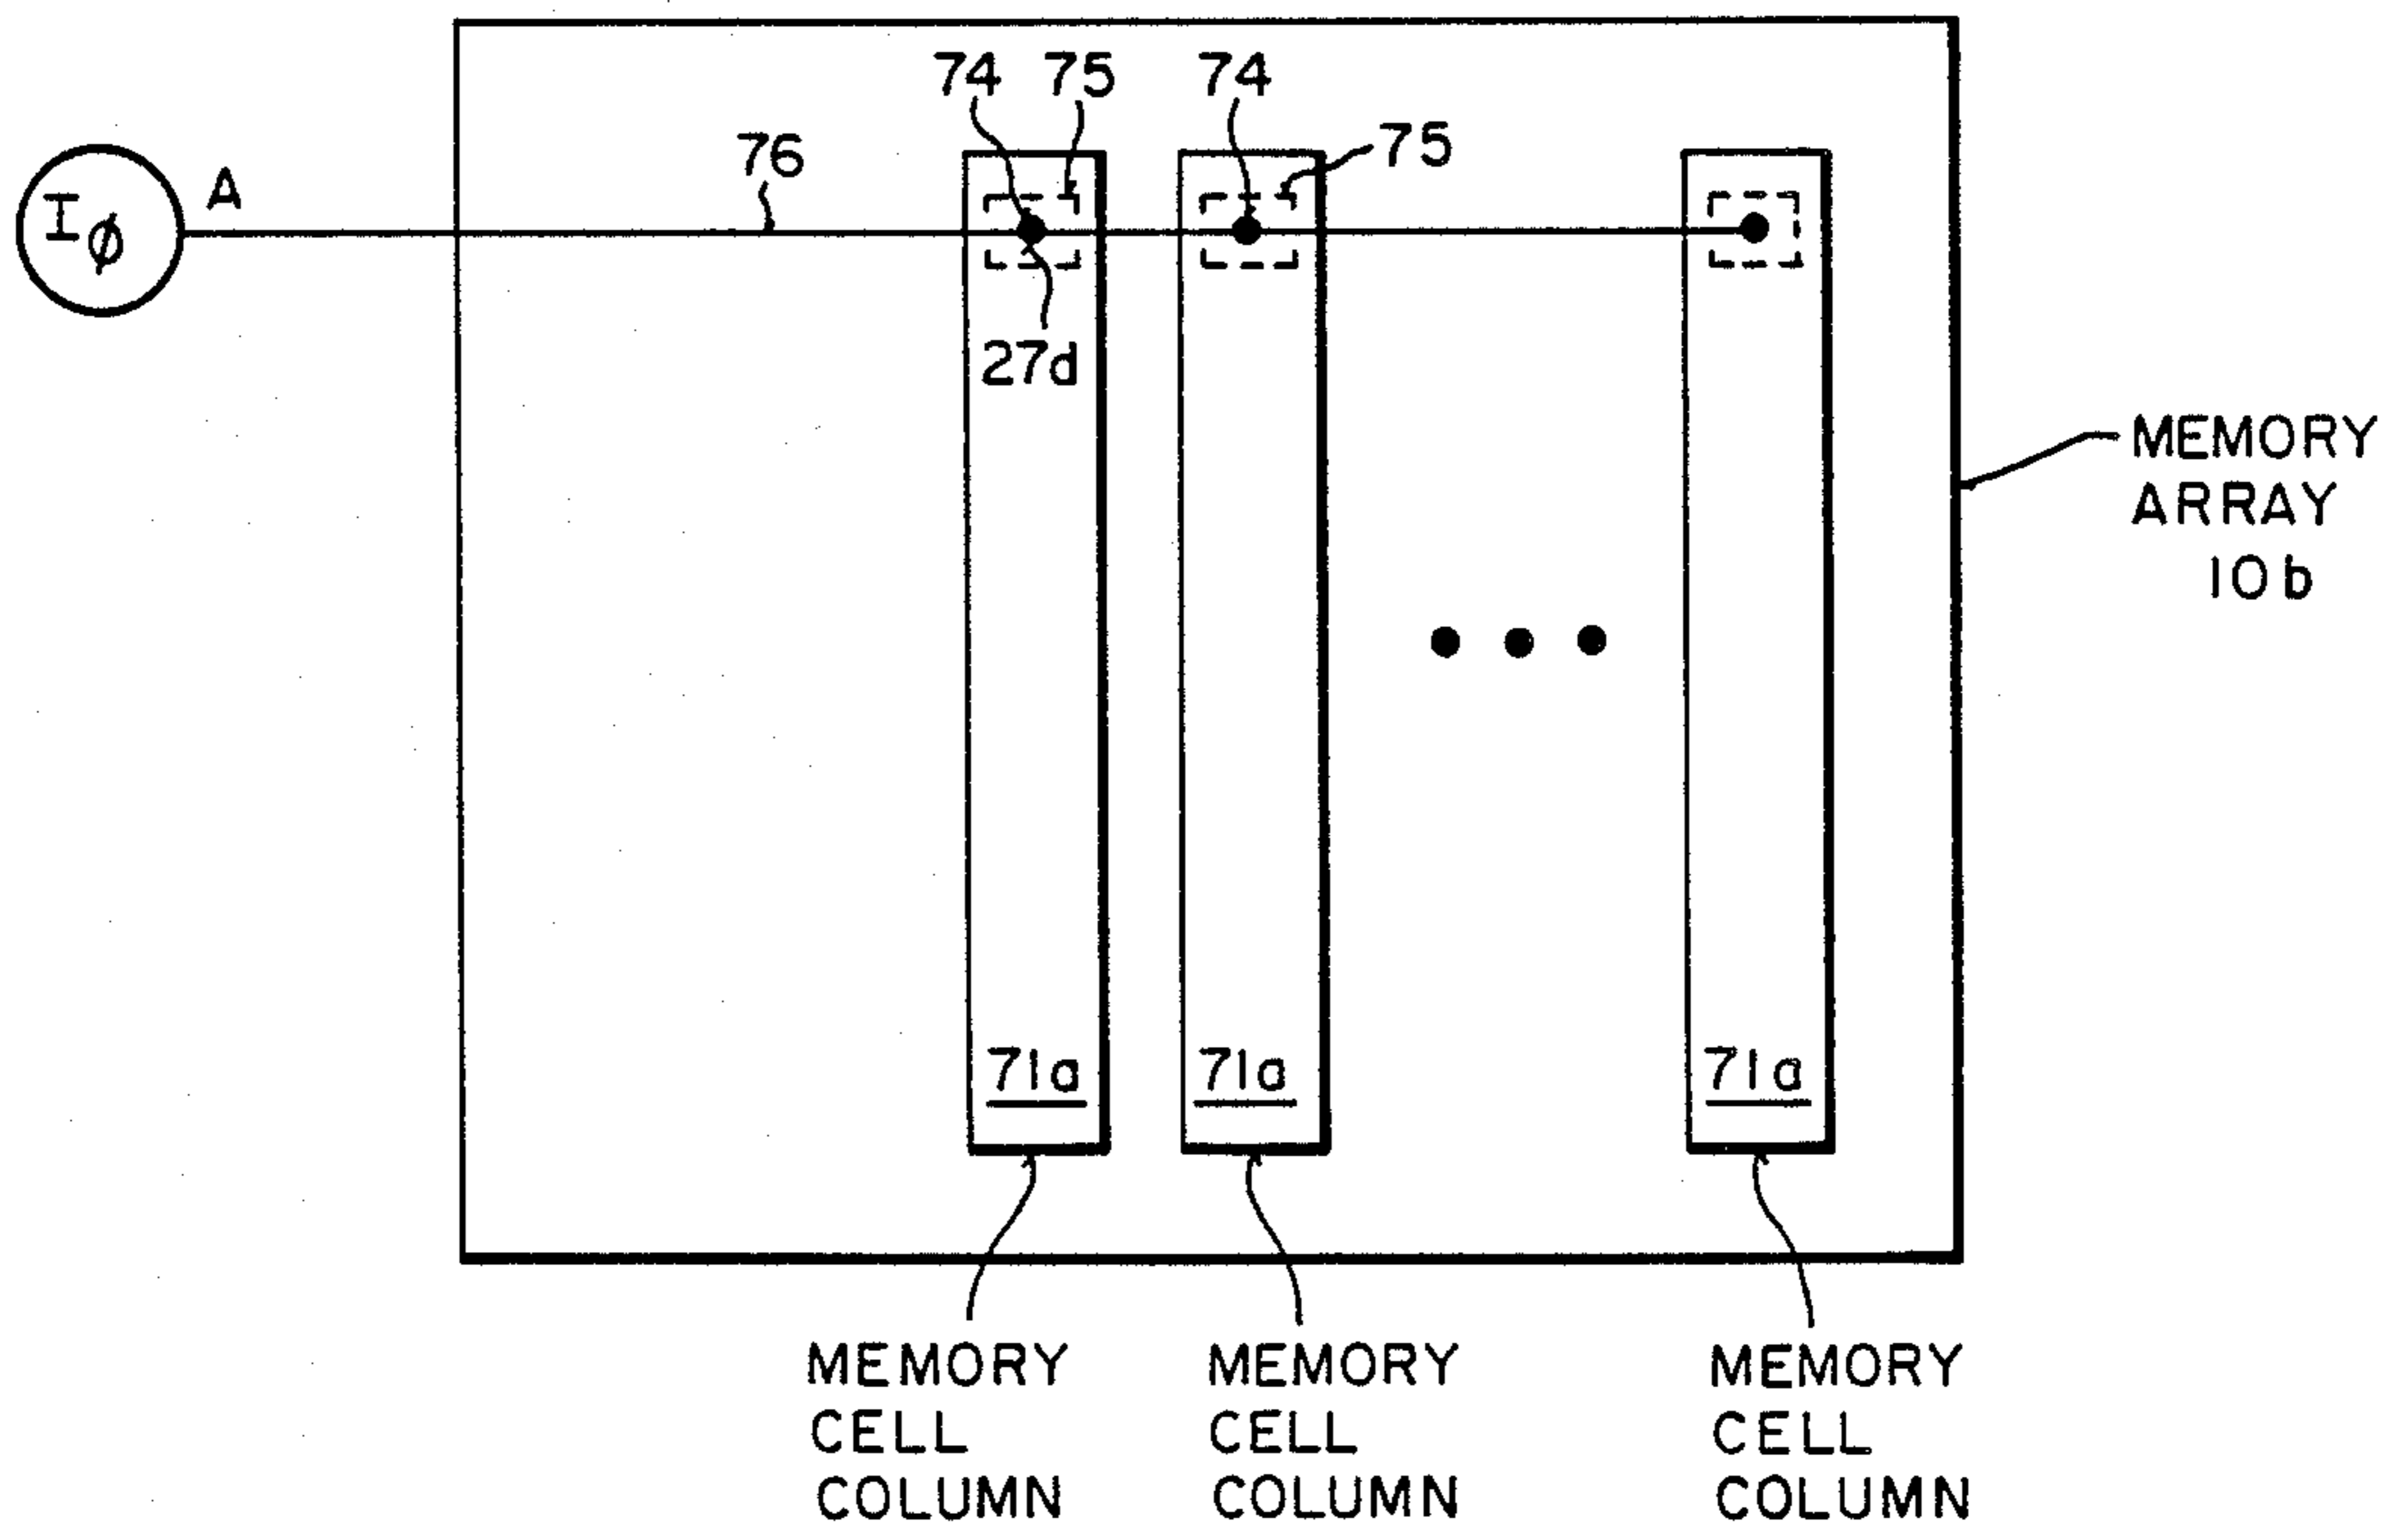 74 75 74
75
76
A
Iϕ
27d
MEMORY
ARRAY
10b
71a 71a 71a
MEMORY
CELL
COLUMN
MEMORY
CELL
COLUMN
MEMORY
CELL
COLUMN